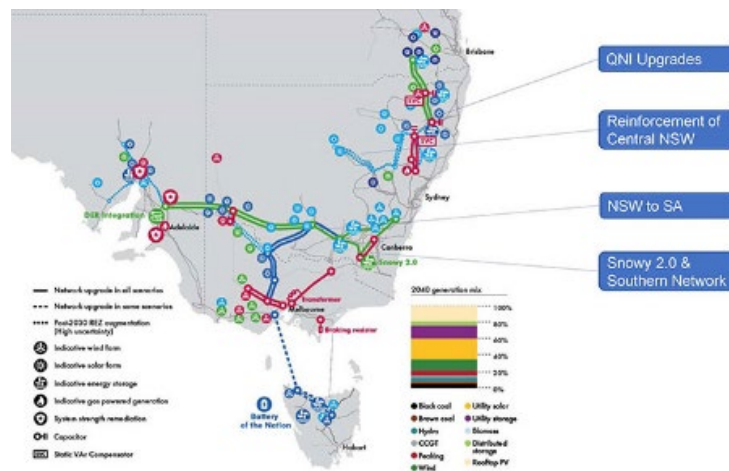 Brisbane
SVC
SVC
Sydney
DER Integration
Adelaide
Canberra
Snowy 2.0
Transformer
Melbourne
Braking resistor
Battery
of the Nation
Hobart
QNI Upgrades
Reinforcement of
Central NSW
NSW to SA
Snowy 2.0 &
Southern Network
Network upgrade in all scenarios
Network upgrade in some scenarios
Post-2030 REZ augmentation
(High uncertainty)
Indicative wind farm
Indicative solar farm
Indicative energy storage
Indicative gas powered generation
System strength remediation
Capacitor
SVC Static VAr Compensator
2040 generation mix
100%
80%
60%
40%
20%
0%
Black coal
Brown coal
Hydro
CCGT
Peaking
Wind
Utility solar
Utility storage
Biomass
Distributed
storage
Rooftop PV